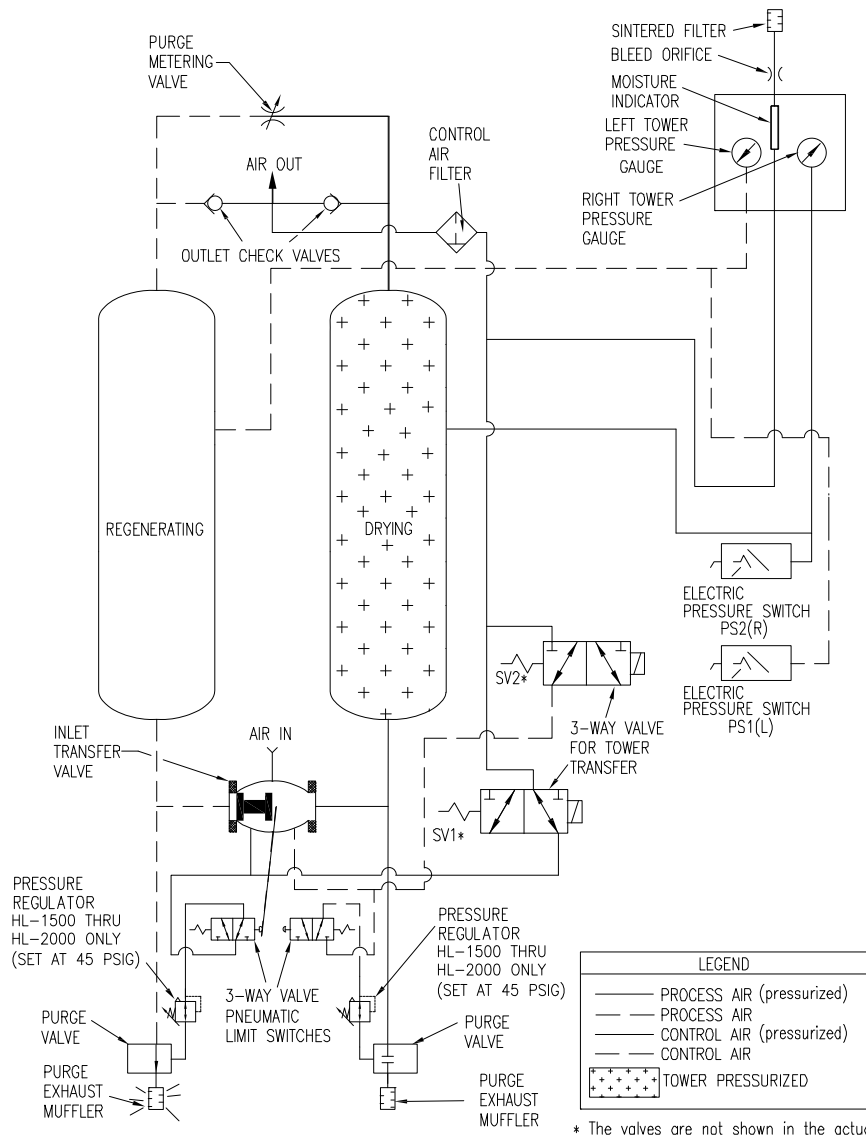 PURGE
METERING
VALVE
AIR OUT
CONTROL
AIR
FILTER
SINTERED FILTER
BLEED ORIFICE
MOISTURE
INDICATOR
LEFT TOWER
PRESSURE
GAUGE
RIGHT TOWER
PRESSURE
GAUGE
OUTLET CHECK VALVES
REGENERATING
DRYING
ELECTRIC
PRESSURE SWITCH
PS2(R)
SV2*
ELECTRIC
PRESSURE SWITCH
PS1(L)
INLET
TRANSFER
VALVE
AIR IN
3-WAY VALVE
FOR TOWER
TRANSFER
SV1*
PRESSURE
REGULATOR
HL-1500 THRU
HL-2000 ONLY
(SET AT 45 PSIG)
3-WAY VALVE
PNEUMATIC
LIMIT SWITCHES
PRESSURE
REGULATOR
HL-1500 THRU
HL-2000 ONLY
(SET AT 45 PSIG)
PURGE
VALVE
PURGE
VALVE
PURGE
EXHAUST
MUFFLER
PURGE
EXHAUST
MUFFLER
LEGEND
PROCESS AIR (pressurized)
PROCESS AIR
CONTROL AIR (pressurized)
CONTROL AIR
TOWER PRESSURIZED
* The valves are not shown in the actua